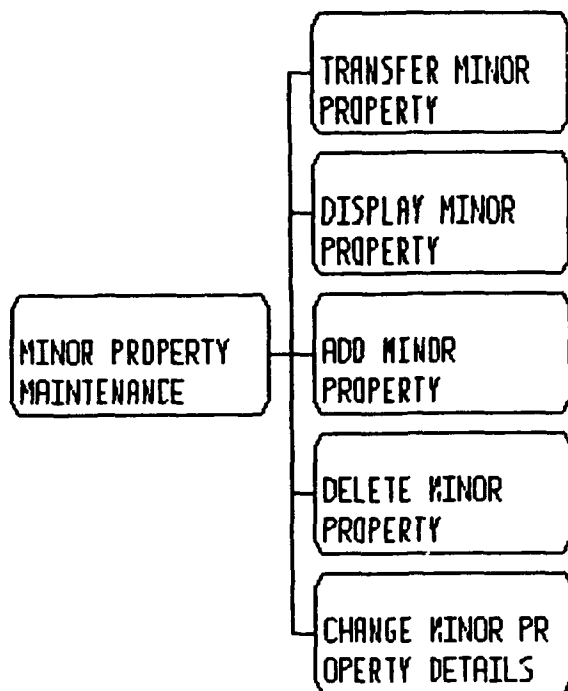 TRANSFER MINOR
PROPERTY
DISPLAY MINOR
PROPERTY
MINOR PROPERTY
MAINTENANCE
ADD MINOR
PROPERTY
DELETE MINOR
PROPERTY
CHANGE MINOR PR
OPERTY DETAILS